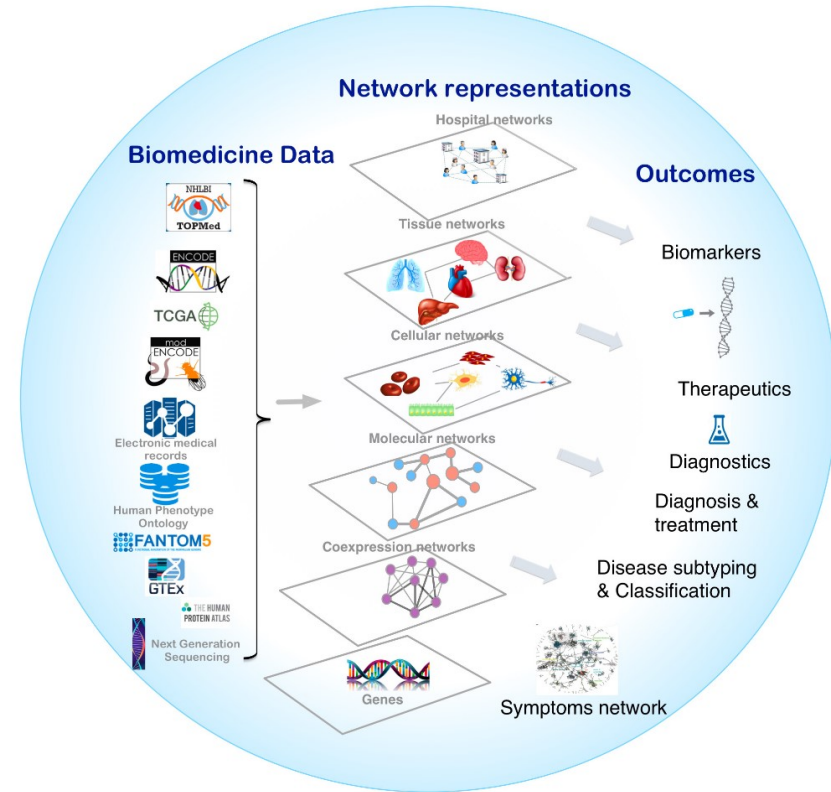 Network representations
Hospital networks
Biomedicine Data
Outcomes
NHLBI
TOPMed
ENCODE
TCGA
mod
ENCODE
Electronic medical
records
Human Phenotype
Ontology
FANTOM5
GTEx
THE HUMAN
PROTEIN ATLAS
Next Generation
Sequencing
Tissue networks
Cellular networks
Molecular networks
Coexpression networks
Genes
Biomarkers
Therapeutics
Diagnostics
Diagnosis &
treatment
Disease subtyping
& Classification
Symptoms network